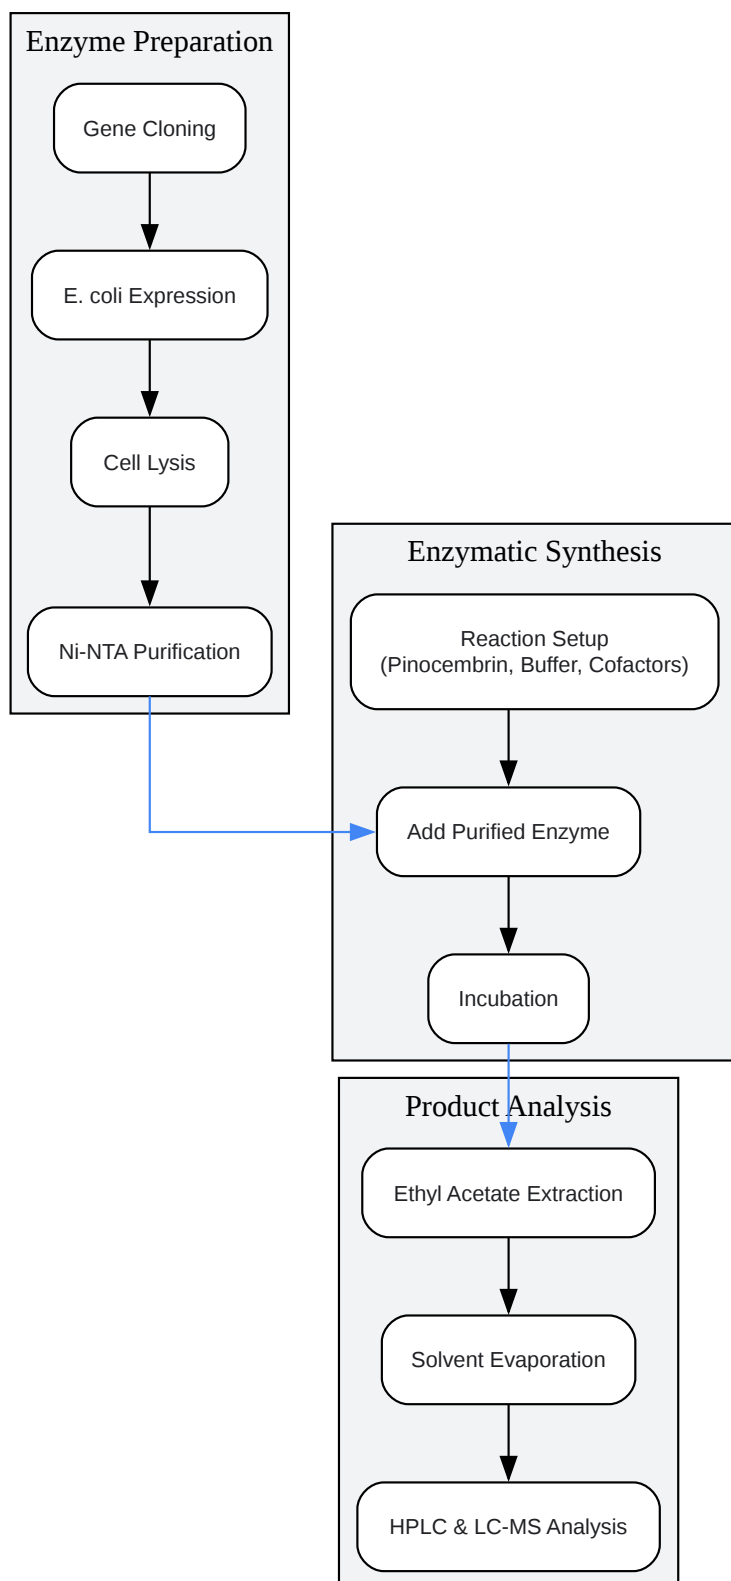 Enzyme Preparation
Gene Cloning
E. coli Expression
Cell Lysis
Ni-NTA Purification
Enzymatic Synthesis
Reaction Setup
(Pinocembrin, Buffer, Cofactors)
Add Purified Enzyme
Incubation
Product Analysis
Ethyl Acetate Extraction
Solvent Evaporation
HPLC & LC-MS Analysis